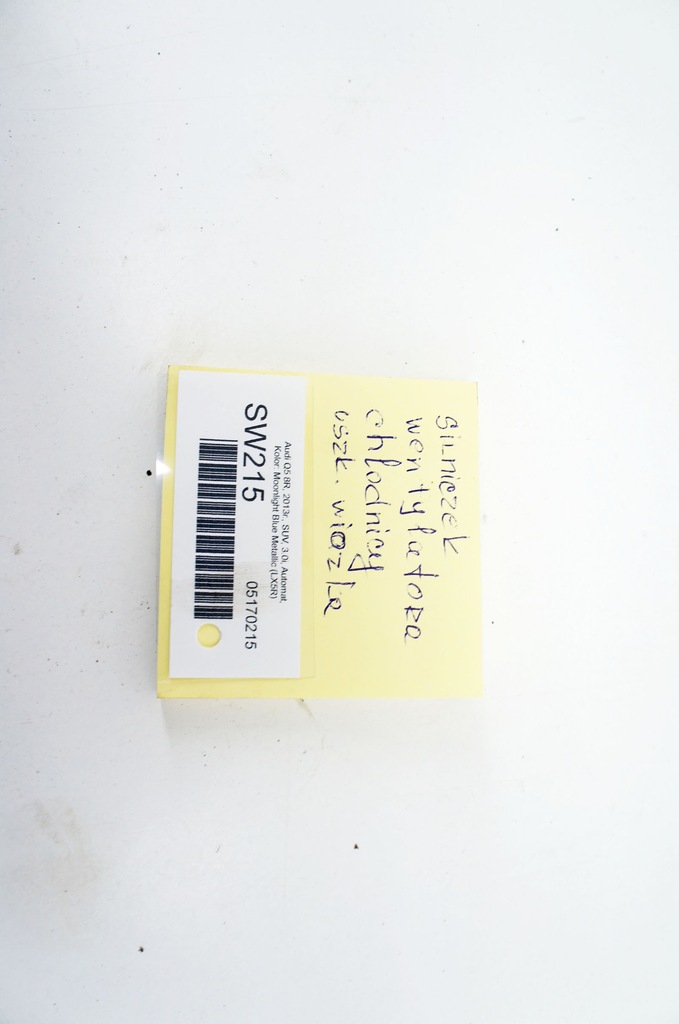 silniczek
wentylatora
chłodnicy
uszk. wiązka
Audi Q5 8R, 2013r., SUV, 3.0i, Automat,
Kolor: Moonlight Blue Metallic (LX5R)
SW215 05170215